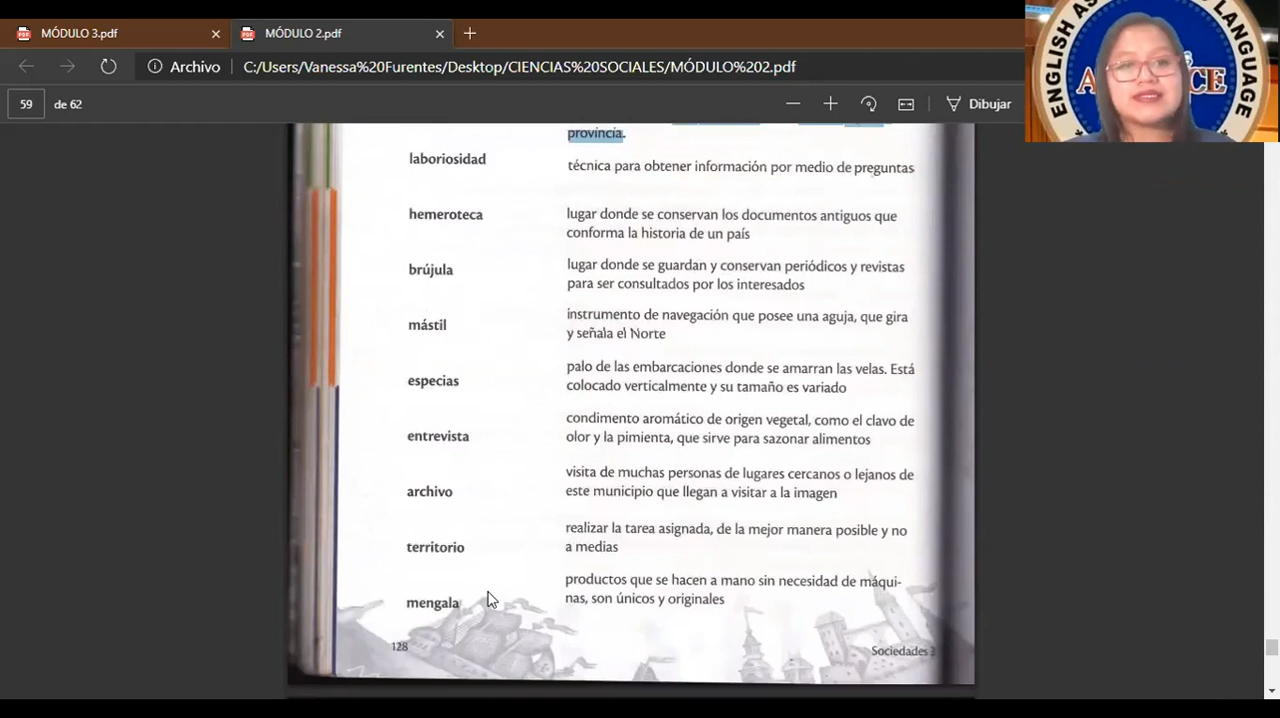 MÓDULO 3.pdf
MÓDULO 2.pdf
Archivo
C:/Users/Vanessa%20Furentes/Desktop/CIENCIAS%20SOCIALES/MÓDULO%202.pdf
59 de 62
Dibujar
ENGLISH AS LANGUAGE
provincia.
laboriosidad
técnica para obtener información por medio de preguntas
hemeroteca
lugar donde se conservan los documentos antiguos que
conforma la historia de un país
brújula
lugar donde se guardan y conservan periódicos y revistas
para ser consultados por los interesados
mástil
instrumento de navegación que posee una aguja, que gira
y señala el Norte
especias
palo de las embarcaciones donde se amarran las velas. Está
colocado verticalmente y su tamaño es variado
entrevista
condimento aromático de origen vegetal, como el clavo de
olor y la pimienta, que sirve para sazonar alimentos
archivo
visita de muchas personas de lugares cercanos o lejanos de
este municipio que llegan a visitar a la imagen
territorio
realizar la tarea asignada, de la mejor manera posible y no
a medias
mengala
productos que se hacen a mano sin necesidad de máqui-
nas, son únicos y originales
128
Sociedades 3